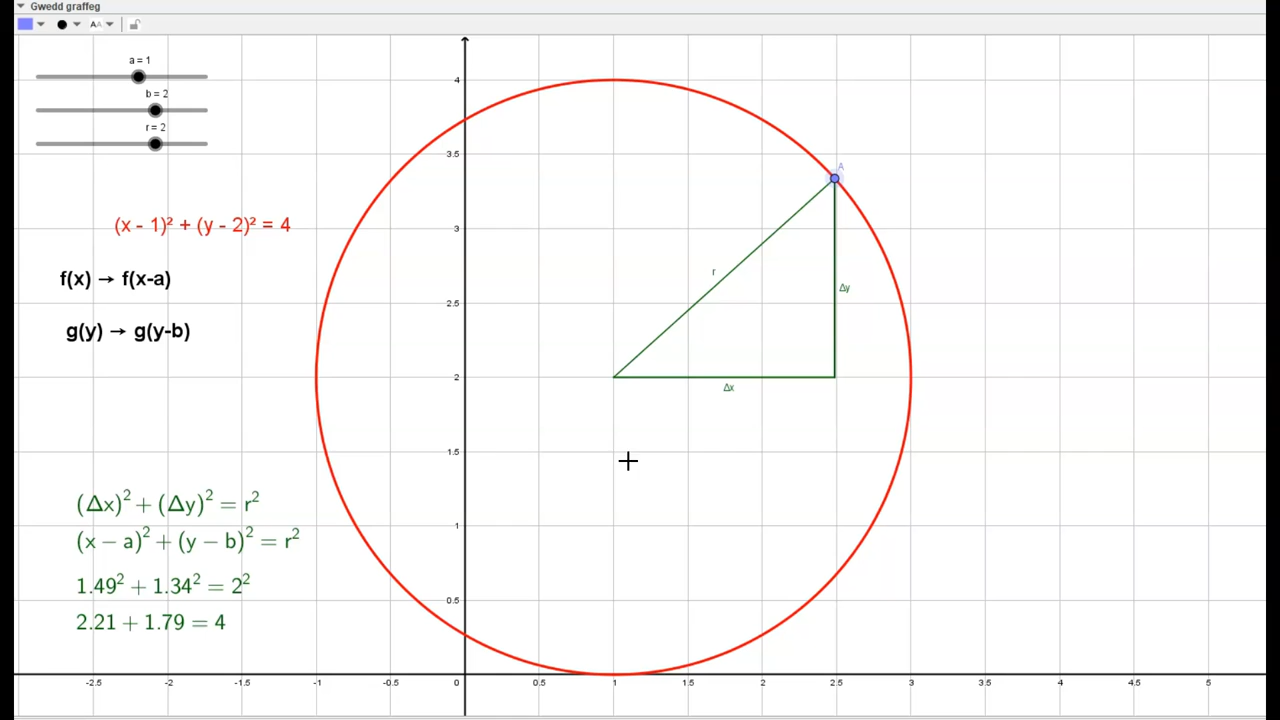 Gwedd graffeg
AA
a = 1
b = 2
r = 2
(x - 1)² + (y - 2)² = 4
f(x) → f(x-a)
g(y) → g(y-b)
(Δx)² + (Δy)² = r²
(x − a)² + (y − b)² = r²
1.49² + 1.34² = 2²
2.21 + 1.79 = 4
A
r
Δy
Δx
4
3.5
3
2.5
2
1.5
1
0.5
-2.5 -2 -1.5 -1 -0.5 0 0.5 1 1.5 2 2.5 3 3.5 4 4.5 5